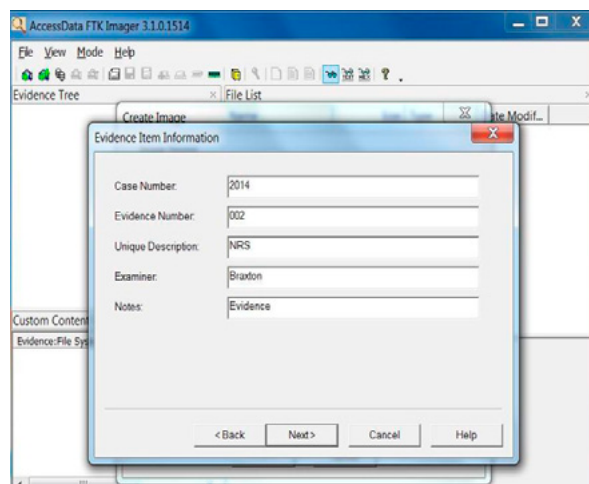 AccessData FTK Imager 3.1.0.1514
File View Mode Help
Evidence Tree × File List
Create Image
ate Modif...
Evidence Item Information
Case Number: 2014
Evidence Number: 002
Unique Description: NRS
Examiner: Braxton
Notes: Evidence
Custom Content
Evidence:File Sys
< Back Next > Cancel Help